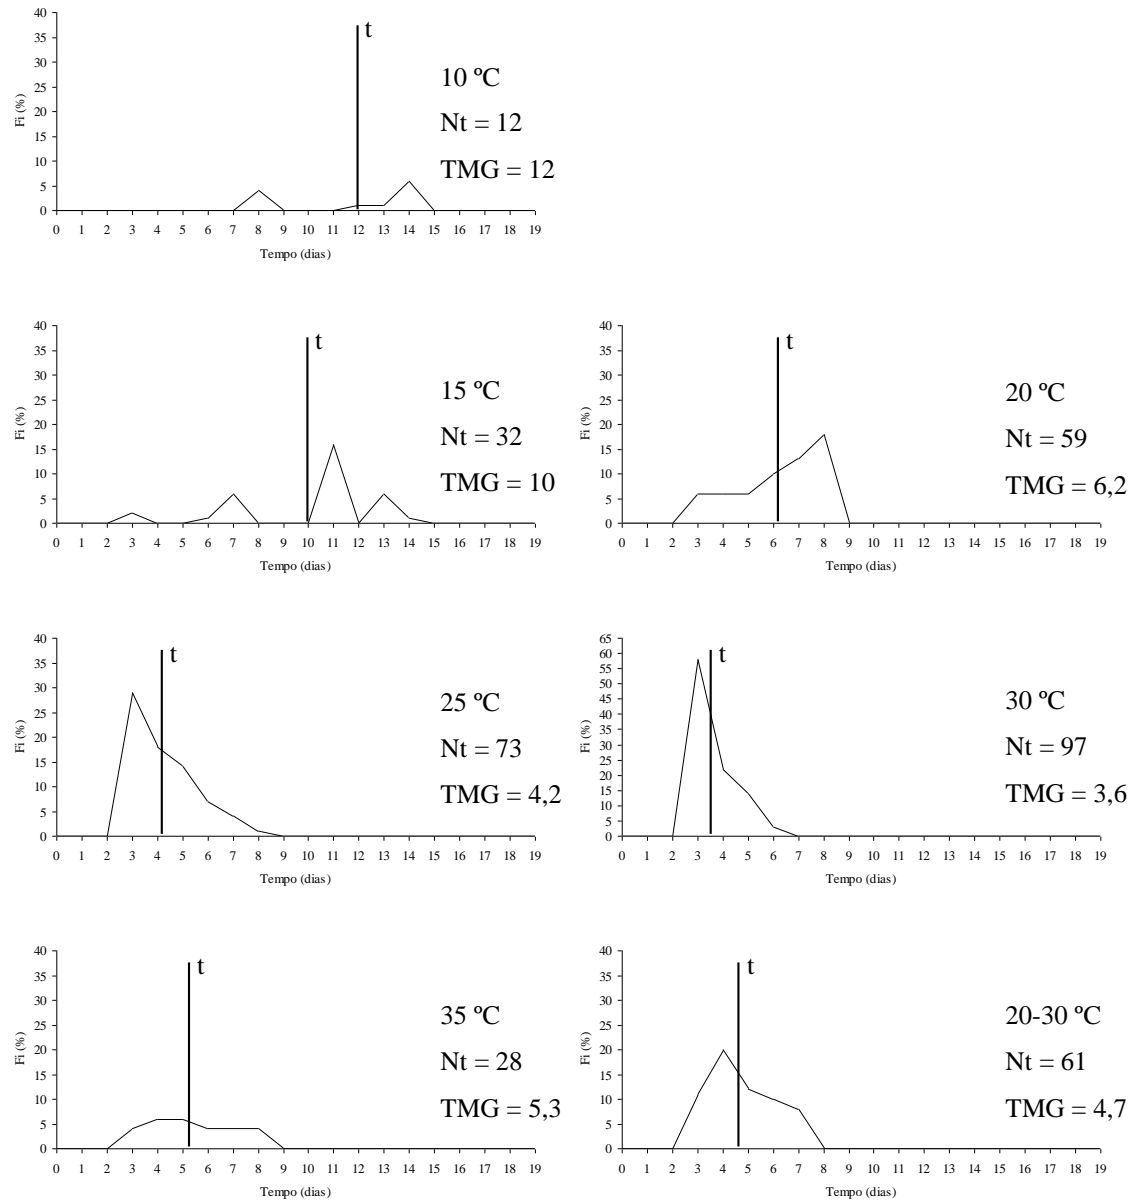 40
35
30
25
20
15
10
5
0
Fi (%)
t
10 ºC
Nt = 12
TMG = 12
0 1 2 3 4 5 6 7 8 9 10 11 12 13 14 15 16 17 18 19
Tempo (dias)
40
35
30
25
20
15
10
5
0
Fi (%)
t
15 ºC
Nt = 32
TMG = 10
0 1 2 3 4 5 6 7 8 9 10 11 12 13 14 15 16 17 18 19
Tempo (dias)
40
35
30
25
20
15
10
5
0
Fi (%)
t
20 ºC
Nt = 59
TMG = 6,2
0 1 2 3 4 5 6 7 8 9 10 11 12 13 14 15 16 17 18 19
Tempo (dias)
40
35
30
25
20
15
10
5
0
Fi (%)
t
25 ºC
Nt = 73
TMG = 4,2
0 1 2 3 4 5 6 7 8 9 10 11 12 13 14 15 16 17 18 19
Tempo (dias)
65
60
55
50
45
40
35
30
25
20
15
10
5
0
Fi (%)
t
30 ºC
Nt = 97
TMG = 3,6
0 1 2 3 4 5 6 7 8 9 10 11 12 13 14 15 16 17 18 19
Tempo (dias)
40
35
30
25
20
15
10
5
0
Fi (%)
t
35 ºC
Nt = 28
TMG = 5,3
0 1 2 3 4 5 6 7 8 9 10 11 12 13 14 15 16 17 18 19
Tempo (dias)
40
35
30
25
20
15
10
5
0
Fi (%)
t
20-30 ºC
Nt = 61
TMG = 4,7
0 1 2 3 4 5 6 7 8 9 10 11 12 13 14 15 16 17 18 19
Tempo (dias)